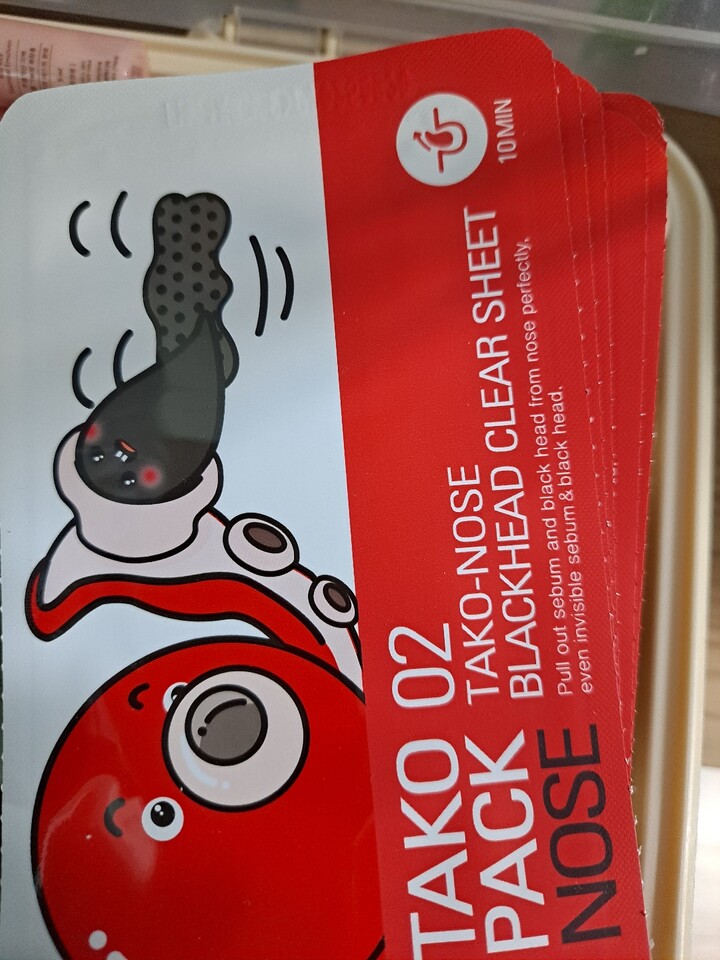 TAKO 02
PACK
NOSE
TAKO-NOSE
BLACKHEAD CLEAR SHEET
Pull out sebum and black head from nose perfectly,
even invisible sebum & black head.
10MIN